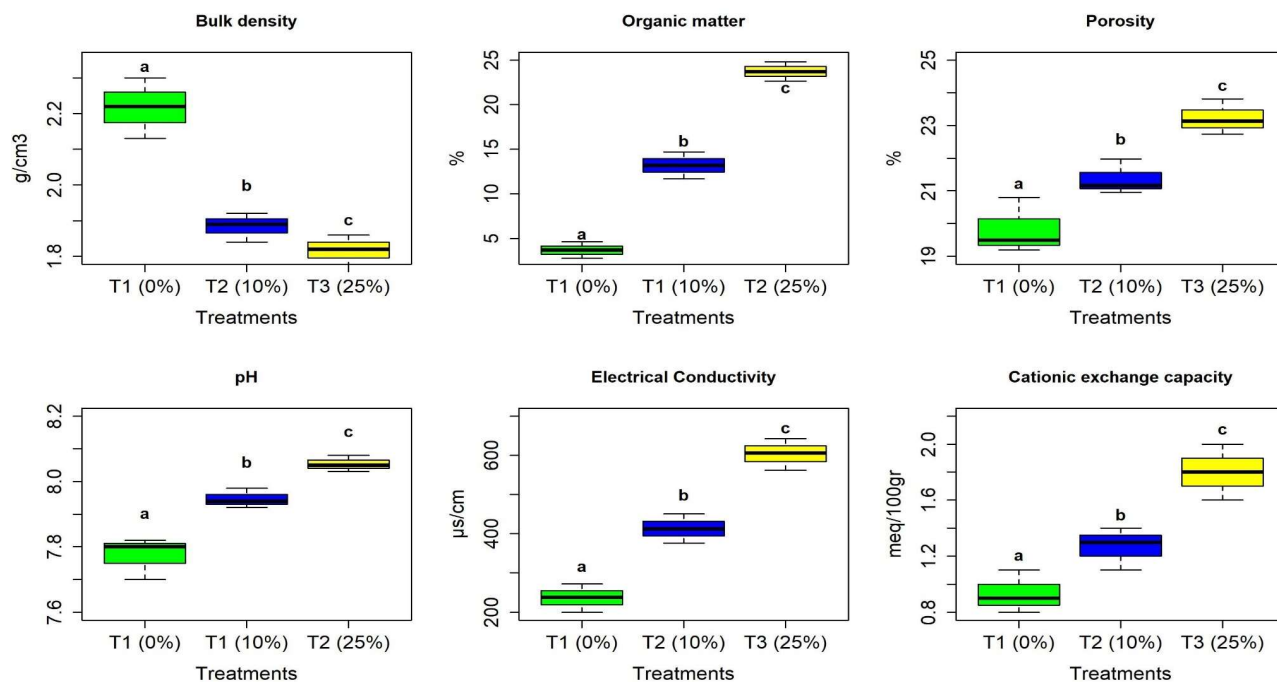 Bulk density
g/cm3
2.2
2.0
1.8
a
b
c
T1 (0%) T2 (10%) T3 (25%)
Treatments
Organic matter
%
25
20
15
10
5
a
b
c
T1 (0%) T1 (10%) T2 (25%)
Treatments
Porosity
%
25
23
21
19
a
b
c
T1 (0%) T2 (10%) T3 (25%)
Treatments
pH
8.2
8.0
7.8
7.6
a
b
c
T1 (0%) T1 (10%) T2 (25%)
Treatments
Electrical Conductivity
µs/cm
600
400
200
a
b
c
T1 (0%) T2 (10%) T3 (25%)
Treatments
Cationic exchange capacity
meq/100gr
2.0
1.6
1.2
0.8
a
b
c
T1 (0%) T2 (10%) T3 (25%)
Treatments